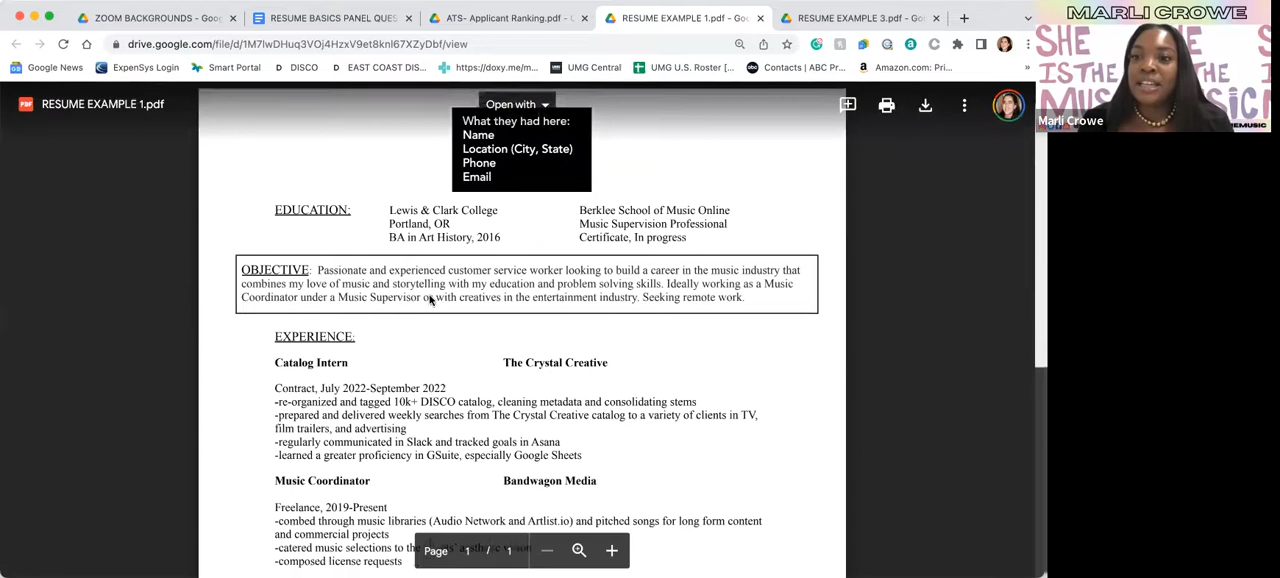 ZOOM BACKGROUNDS - Goog
RESUME BASICS PANEL QUES
ATS- Applicant Ranking.pdf -
RESUME EXAMPLE 1.pdf - Go
RESUME EXAMPLE 3.pdf - Go
drive.google.com/file/d/1M7lwDHuq3VOj4HzxV9et8knI67XZyDbf/view
Google News
ExpenSys Login
Smart Portal
D DISCO
D EAST COAST DIS...
https://doxy.me/m...
UMG Central
UMG U.S. Roster [...
Contacts | ABC Pr...
Amazon.com: Pri...
»
MARLI CROWE
SHE
IS THE
MUSIC
Marli Crowe
PDF RESUME EXAMPLE 1.pdf
Open with
What they had here:
Name
Location (City, State)
Phone
Email
EDUCATION:
Lewis & Clark College
Portland, OR
BA in Art History, 2016
Berklee School of Music Online
Music Supervision Professional
Certificate, In progress
OBJECTIVE: Passionate and experienced customer service worker looking to build a career in the music industry that
combines my love of music and storytelling with my education and problem solving skills. Ideally working as a Music
Coordinator under a Music Supervisor or with creatives in the entertainment industry. Seeking remote work.
EXPERIENCE:
Catalog Intern The Crystal Creative
Contract, July 2022-September 2022
-re-organized and tagged 10k+ DISCO catalog, cleaning metadata and consolidating stems
-prepared and delivered weekly searches from The Crystal Creative catalog to a variety of clients in TV,
film trailers, and advertising
-regularly communicated in Slack and tracked goals in Asana
-learned a greater proficiency in GSuite, especially Google Sheets
Music Coordinator Bandwagon Media
Freelance, 2019-Present
-combed through music libraries (Audio Network and Artlist.io) and pitched songs for long form content
and commercial projects
-catered music selections to the clients' aesthetic vision
-composed license requests
Page 1 / 1